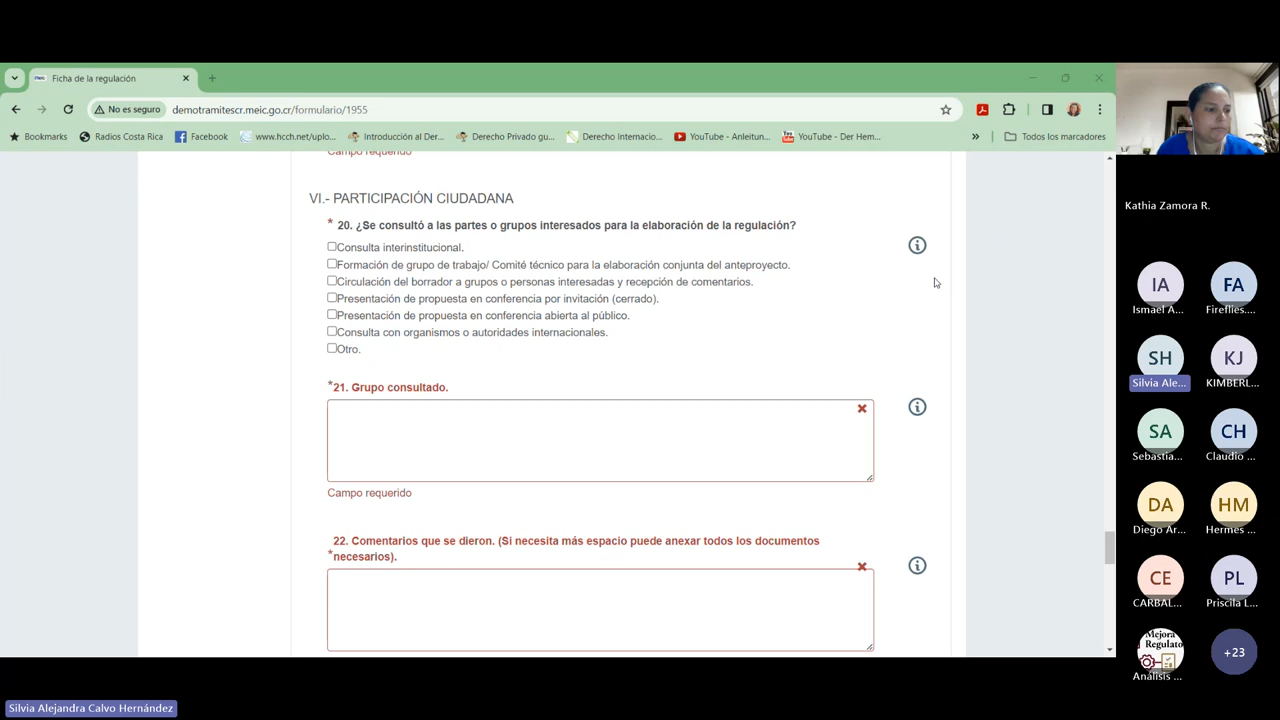 Ficha de la regulación
No es seguro
demotramitescr.meic.go.cr/formulario/1955
Bookmarks
Radios Costa Rica
Facebook
www.hcch.net/uplo...
Introducción al Der...
Derecho Privado gu...
Derecho Internacio...
YouTube - Anleitun...
YouTube - Der Hem...
»
Todos los marcadores
Campo requerido
VI.- PARTICIPACIÓN CIUDADANA
* 20. ¿Se consultó a las partes o grupos interesados para la elaboración de la regulación?
Consulta interinstitucional.
Formación de grupo de trabajo/ Comité técnico para la elaboración conjunta del anteproyecto.
Circulación del borrador a grupos o personas interesadas y recepción de comentarios.
Presentación de propuesta en conferencia por invitación (cerrado).
Presentación de propuesta en conferencia abierta al público.
Consulta con organismos o autoridades internacionales.
Otro.
*21. Grupo consultado.
Campo requerido
22. Comentarios que se dieron. (Si necesita más espacio puede anexar todos los documentos
*necesarios).
Kathia Zamora R.
IA
Ismael A...
FA
Fireflies....
SH
Silvia Ale...
KJ
KIMBERL...
SA
Sebastia...
CH
Claudio ...
DA
Diego Ar...
HM
Hermes ...
CE
CARBAL...
PL
Priscila L...
Mejora
Regulato
Análisis ...
+23
Silvia Alejandra Calvo Hernández